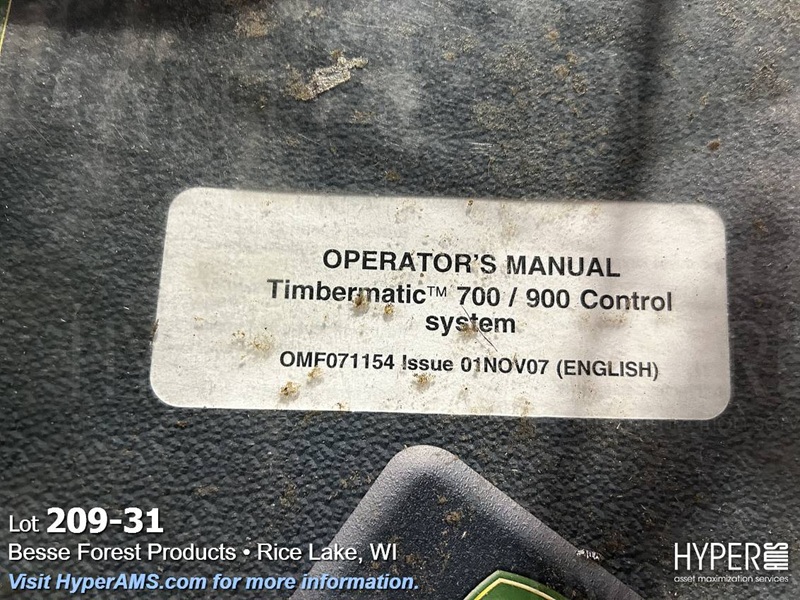 OPERATOR'S MANUAL
Timbermatic™ 700 / 900 Control
system
OMF071154 Issue 01NOV07 (ENGLISH)
Lot 209-31
Besse Forest Products • Rice Lake, WI
Visit HyperAMS.com for more information.
HYPER AMS
asset maximization services